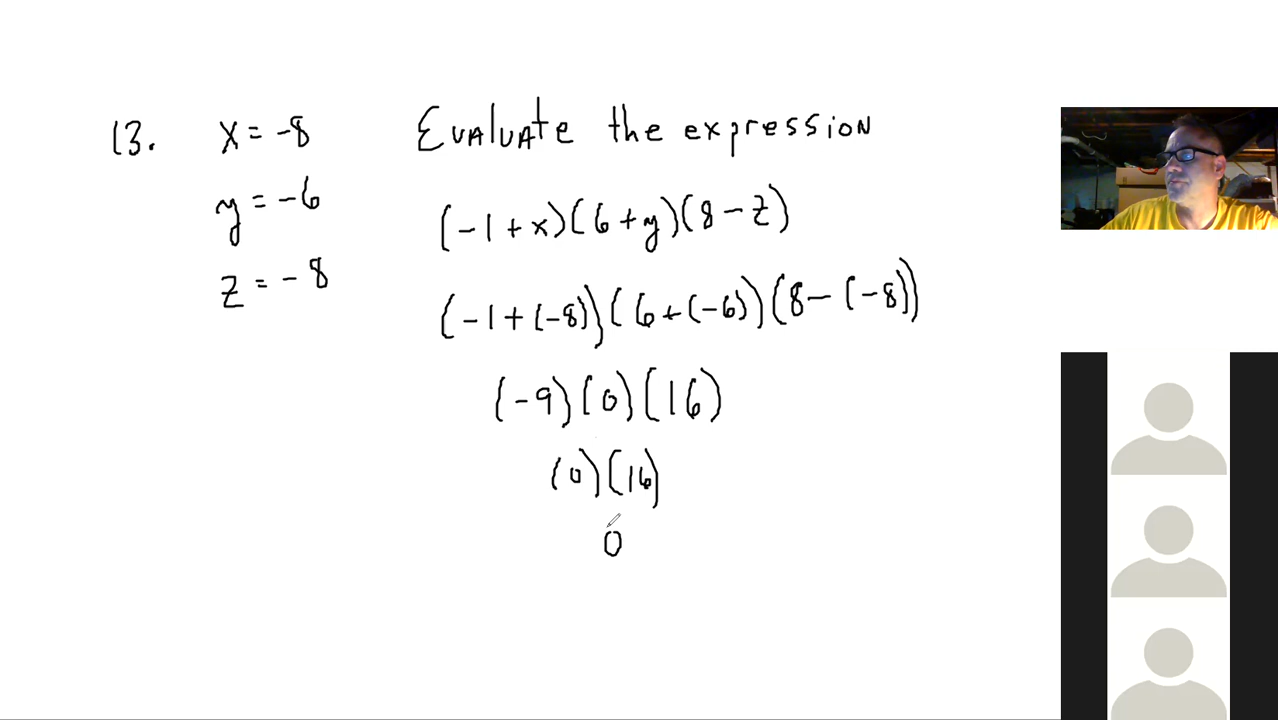 13.
x = -8
y = -6
z = -8
Evaluate the expression
(-1 + x)(6 + y)(8 - z)
(-1 + (-8))(6 + (-6))(8 - (-8))
(-9)(0)(16)
(0)(16)
0